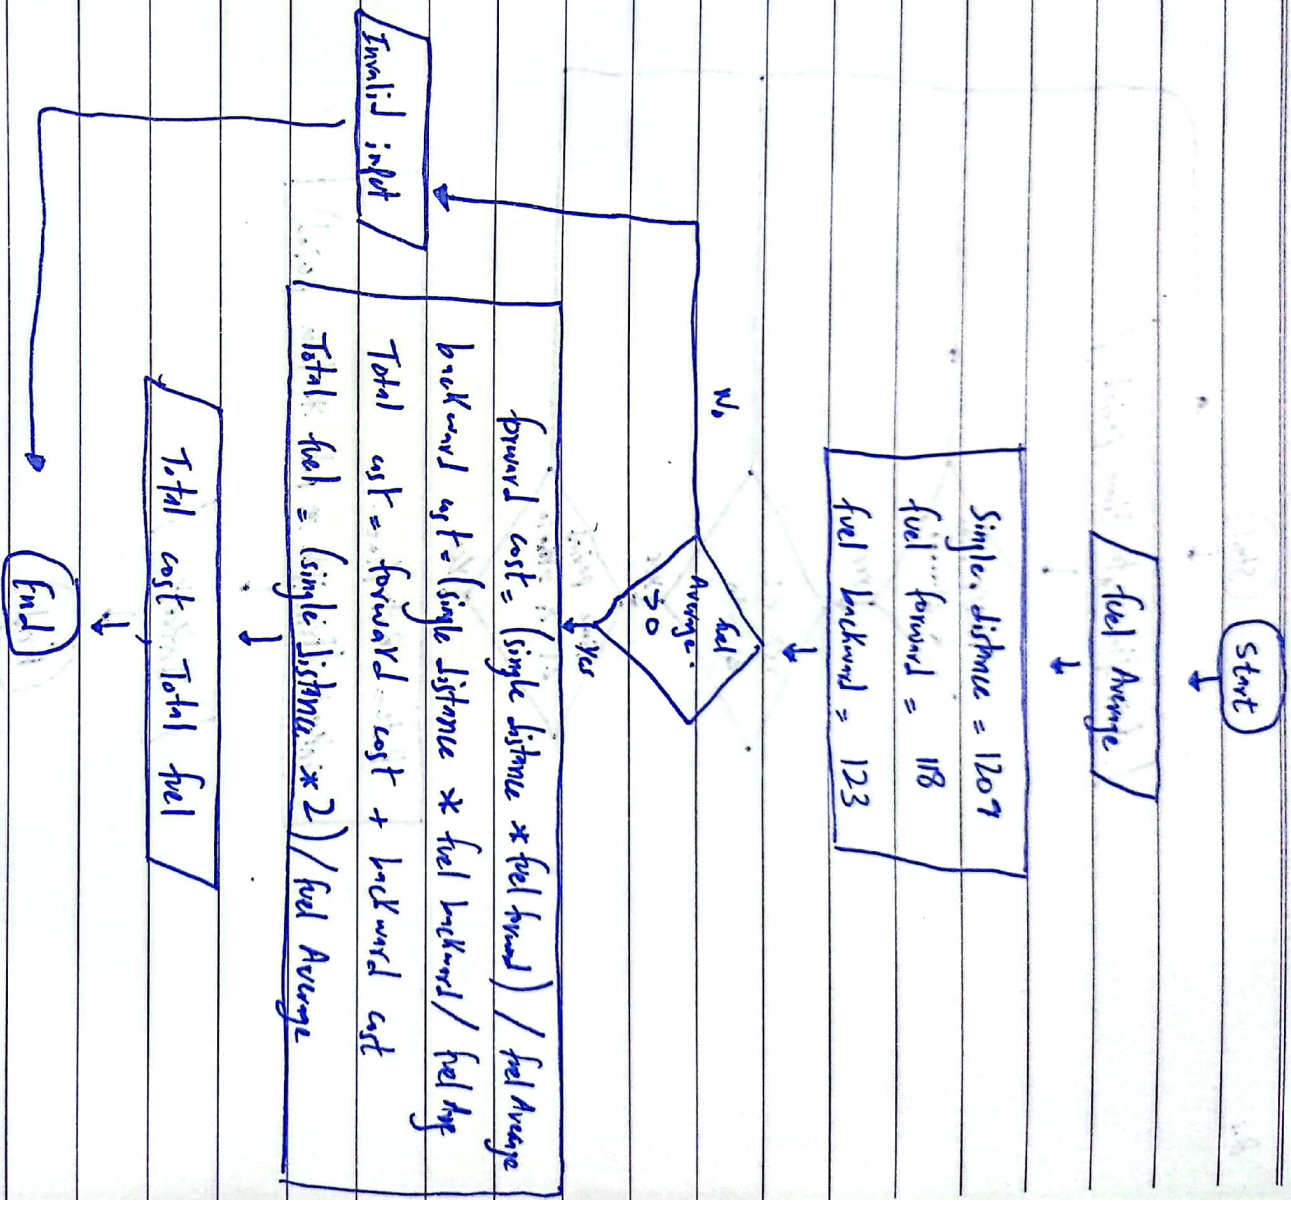 Start
fuel Average
Single distance = 1209
fuel forward = 118
fuel backward = 123
fuel
Average
>0
No
Yes
Invalid input
forward cost = (single distance * fuel forward) / fuel Average
backward cost = (single distance * fuel backward / fuel Avge
Total cost = forward cost + backward cost
Total fuel = (single distance * 2) / fuel Average
Total cost Total fuel
End